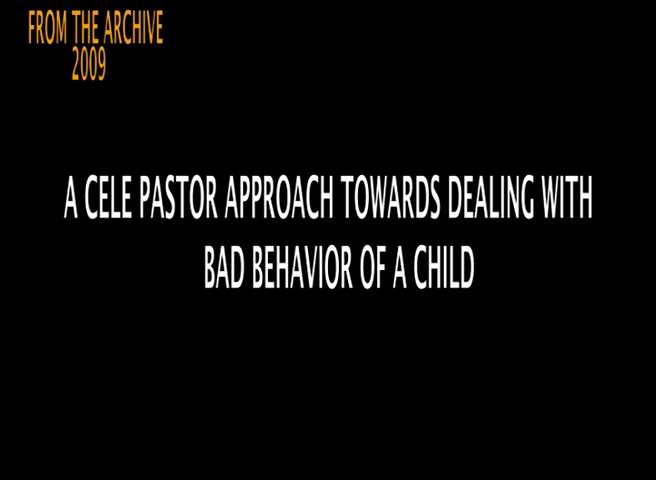 FROM THE ARCHIVE
2009
A CELE PASTOR APPROACH TOWARDS DEALING WITH
BAD BEHAVIOR OF A CHILD